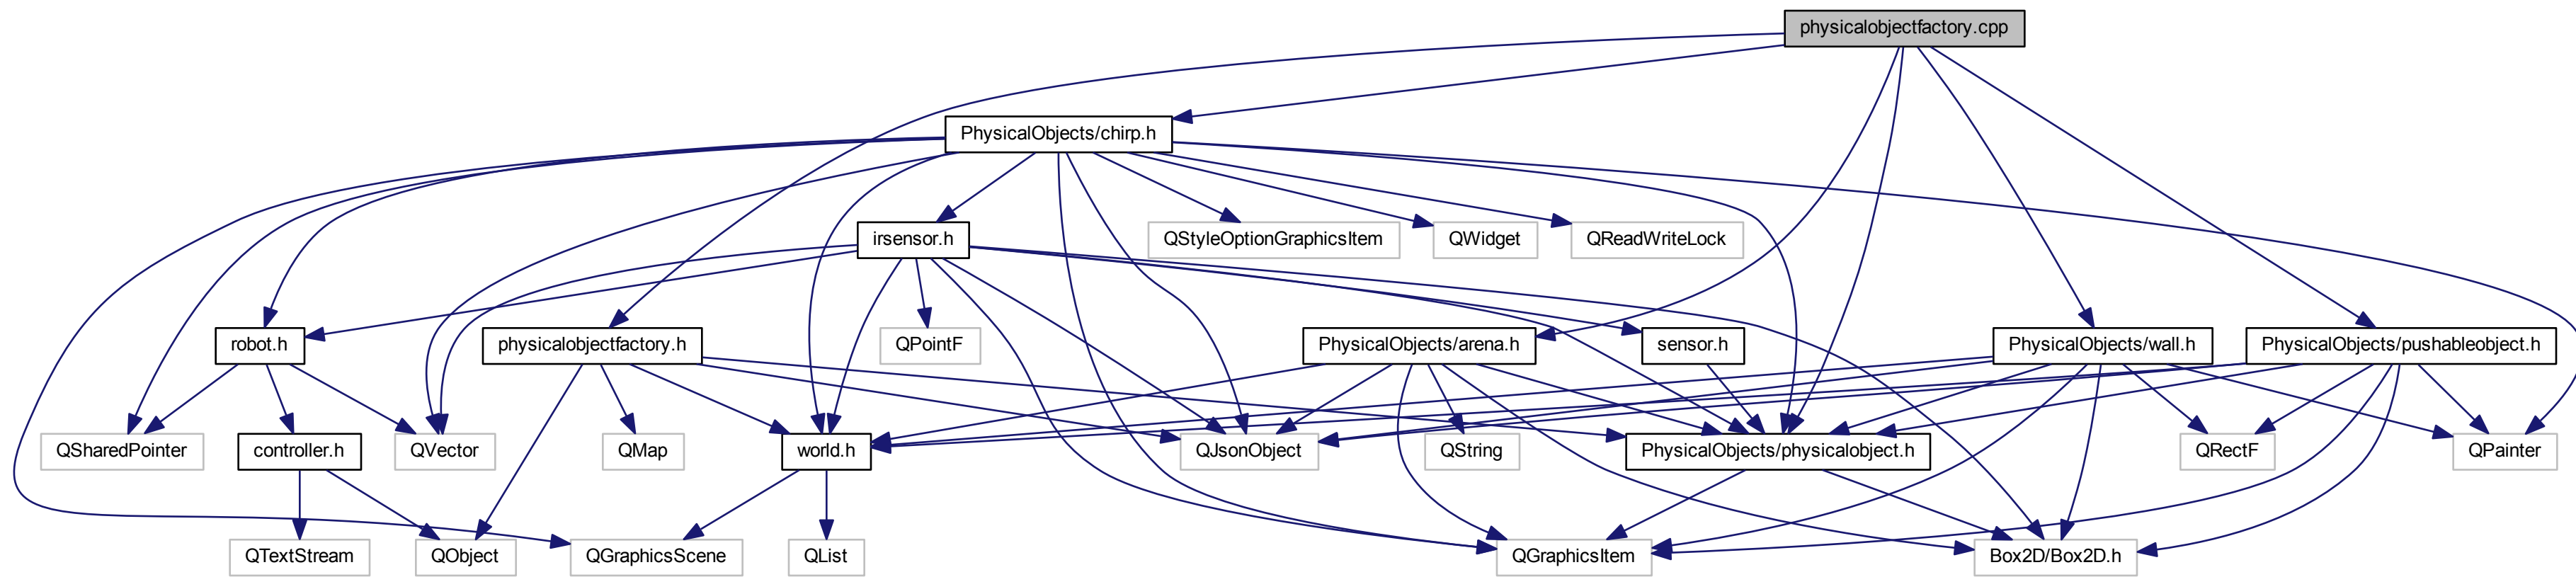 physicalobjectfactory.cpp
PhysicalObjects/chirp.h
irsensor.h
QStyleOptionGraphicsItem
QWidget
QReadWriteLock
robot.h
physicalobjectfactory.h
QPointF
PhysicalObjects/arena.h
sensor.h
PhysicalObjects/wall.h
PhysicalObjects/pushableobject.h
QSharedPointer
controller.h
QVector
QMap
world.h
QJsonObject
QString
PhysicalObjects/physicalobject.h
QRectF
QPainter
QTextStream
QObject
QGraphicsScene
QList
QGraphicsItem
Box2D/Box2D.h